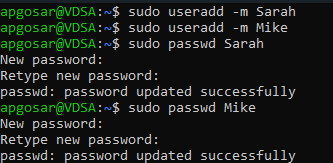 apgosar@VDSA:~$ sudo useradd -m Sarah
apgosar@VDSA:~$ sudo useradd -m Mike
apgosar@VDSA:~$ sudo passwd Sarah
New password:
Retype new password:
passwd: password updated successfully
apgosar@VDSA:~$ sudo passwd Mike
New password:
Retype new password:
passwd: password updated successfully